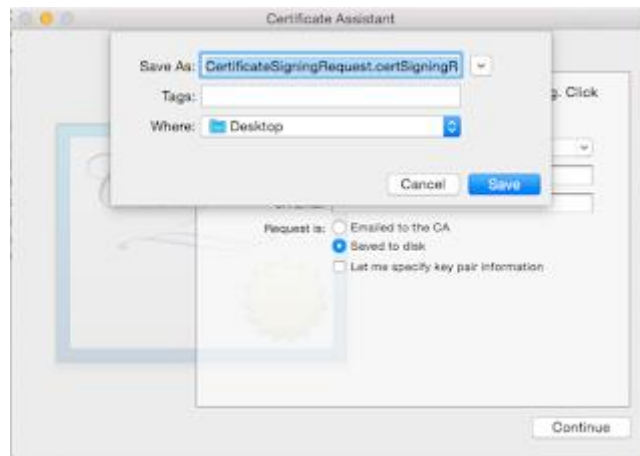 Certificate Assistant
Save As: CertificateSigningRequest.certSigningR
Tags:
g. Click
Where: Desktop
Cancel Save
Request is: Emailed to the CA
Saved to disk
Let me specify key pair information
Continue